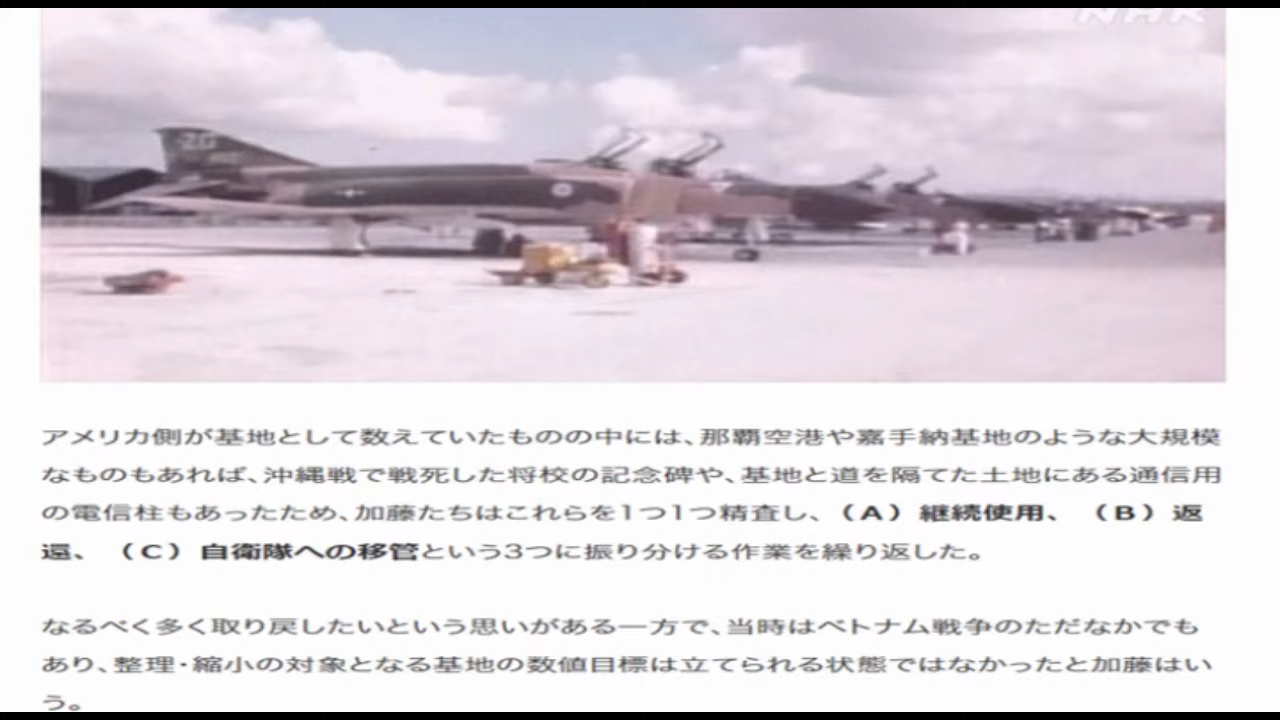 NHK
ZG
アメリカ側が基地として数えていたものの中には、那覇空港や嘉手納基地のような大規模
なものもあれば、沖縄戦で戦死した将校の記念碑や、基地と道を隔てた土地にある通信用
の電信柱もあったため、加藤たちはこれらを1つ1つ精査し、（A）継続使用、（B）返
還、（C）自衛隊への移管という3つに振り分ける作業を繰り返した。
なるべく多く取り戻したいという思いがある一方で、当時はベトナム戦争のただなかでも
あり、整理・縮小の対象となる基地の数値目標は立てられる状態ではなかったと加藤はい
う。